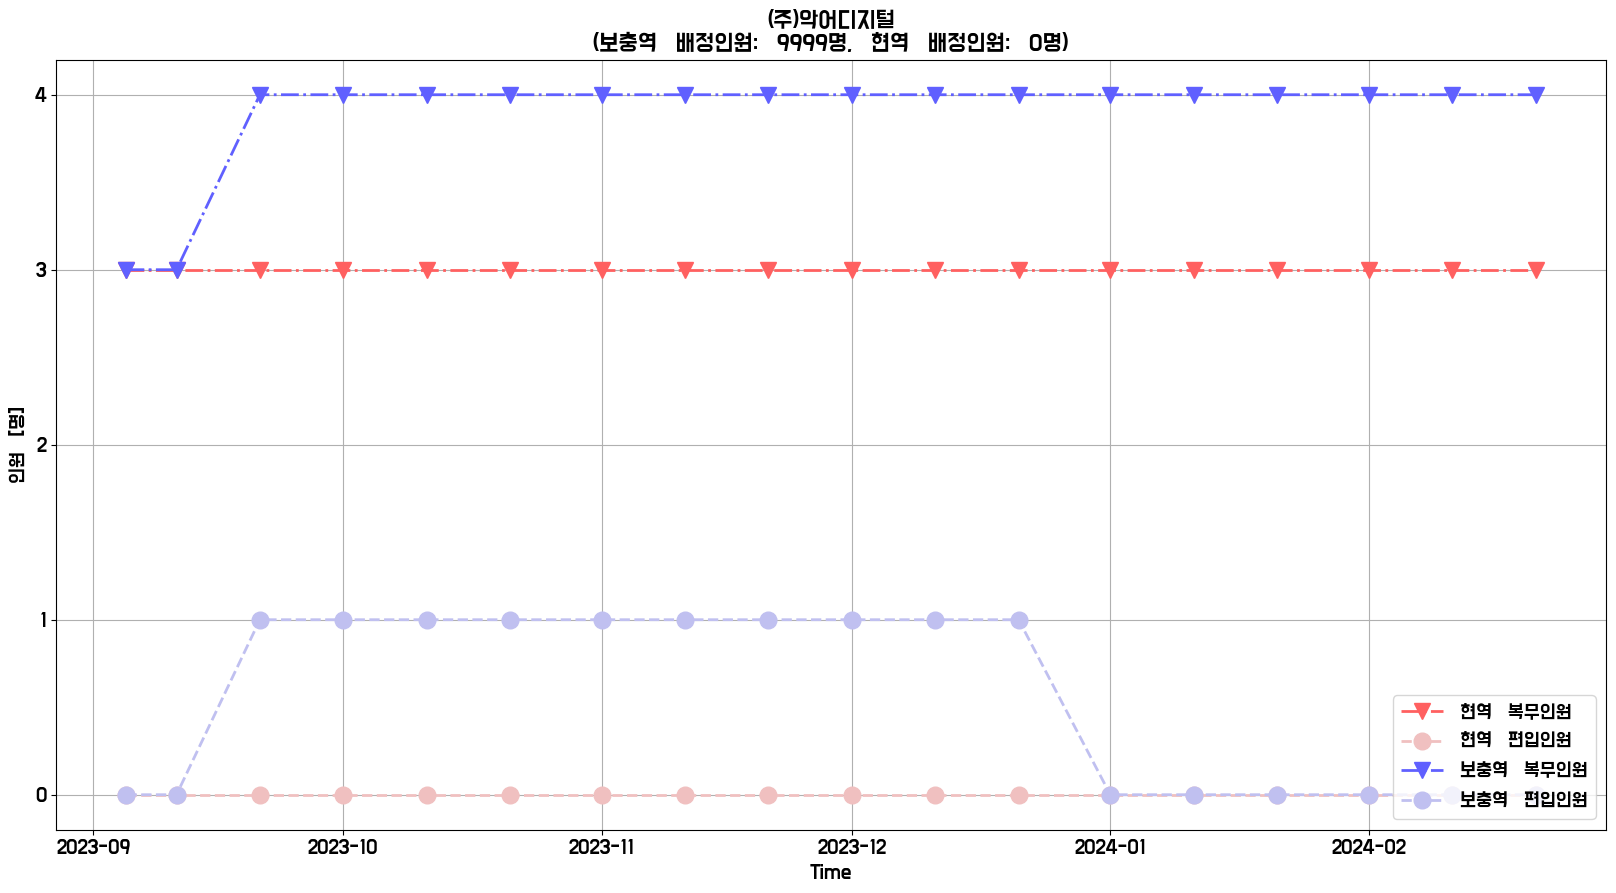 (주)악어디지털
(보충역 배정인원: 9999명, 현역 배정인원: 0명)
인원 [명]
4
3
2
1
0
2023-09
2023-10
2023-11
2023-12
2024-01
2024-02
Time
현역 복무인원
현역 편입인원
보충역 복무인원
보충역 편입인원